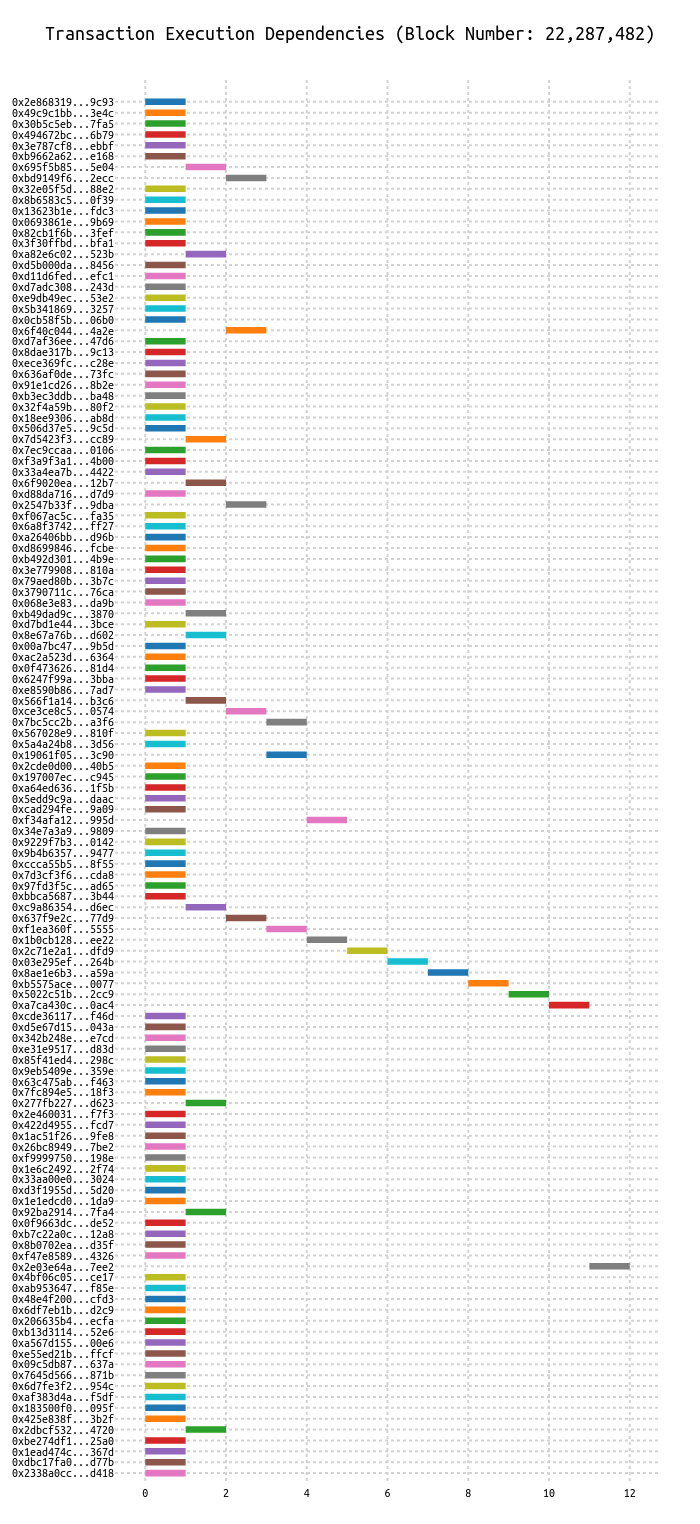 Transaction Execution Dependencies (Block Number: 22,287,482)
0x2e868319...9c93
0x49c9c1bb...3e4c
0x30b5c5eb...7fa5
0x494672bc...6b79
0x3e787cf8...ebbf
0xb9662a62...e168
0x695f5b85...5e04
0xbd9149f6...2ecc
0x32e05f5d...88e2
0x8b6583c5...0f39
0x13623b1e...fdc3
0x0693861e...9b69
0x82cb1f6b...3fef
0x3f30ffbd...bfa1
0xa82e6c02...523b
0xd5b000da...8456
0xd11d6fed...efc1
0xd7adc308...243d
0xe9db49ec...53e2
0x5b341869...3257
0x0cb58f5b...06b0
0x6f40c044...4a2e
0xd7af36ee...47d6
0x8dae317b...9c13
0xece369fc...c28e
0x636af0de...73fc
0x91e1cd26...8b2e
0xb3ec3ddb...ba48
0x32f4a59b...80f2
0x18ee9306...ab8d
0x506d37e5...9c5d
0x7d5423f3...cc89
0x7ec9ccaa...0106
0xf3a9f3a1...4b00
0x33a4ea7b...4422
0x6f9020ea...12b7
0xd88da716...d7d9
0x2547b33f...9dba
0xf067ac5c...fa35
0x6a8f3742...ff27
0xa26406bb...d96b
0xd8699846...fcbe
0xb492d301...4b9e
0x3e779908...810a
0x79aed80b...3b7c
0x3790711c...76ca
0x068e3e83...da9b
0xb49dad9c...3870
0xd7bd1e44...3bce
0x8e67a76b...d602
0x00a7bc47...9b5d
0xac2a523d...6364
0x0f473626...81d4
0x6247f99a...3bba
0xe8590b86...7ad7
0x566f1a14...b3c6
0xce3ce8c5...0574
0x7bc5cc2b...a3f6
0x567028e9...810f
0x5a4a24b8...3d56
0x19061f05...3c90
0x2cde0d00...40b5
0x197007ec...c945
0xa64ed636...1f5b
0x5edd9c9a...daac
0xcad294fe...9a09
0xf34afa12...995d
0x34e7a3a9...9809
0x9229f7b3...0142
0x9b4b6357...9477
0xccca55b5...8f55
0x7d3cf3f6...cda8
0x97fd3f5c...ad65
0xbbca5687...3b44
0xc9a86354...d6ec
0x637f9e2c...77d9
0xf1ea360f...5555
0x1b0cb128...ee22
0x2c71e2a1...dfd9
0x03e295ef...264b
0x8ae1e6b3...a59a
0xb5575ace...0077
0x5022c51b...2cc9
0xa7ca430c...0ac4
0xcde36117...f46d
0xd5e67d15...043a
0x342b248e...e7cd
0xe31e9517...d83d
0x85f41ed4...298c
0x9eb5409e...359e
0x63c475ab...f463
0x7fc894e5...18f3
0x277fb227...d623
0x2e460031...f7f3
0x422d4955...fcd7
0x1ac51f26...9fe8
0x26bc8949...7be2
0xf9999750...198e
0x1e6c2492...2f74
0x33aa00e0...3024
0xd3f1955d...5d20
0x1e1edcd0...1da9
0x92ba2914...7fa4
0x0f9663dc...de52
0xb7c22a0c...12a8
0x8b0702ea...d35f
0xf47e8589...4326
0x2e03e64a...7ee2
0x4bf06c05...ce17
0xab953647...f85e
0x48e4f200...cfd3
0x6df7eb1b...d2c9
0x206635b4...ecfa
0xb13d3114...52e6
0xa567d155...00e6
0xe55ed21b...ffcf
0x09c5db87...637a
0x7645d566...871b
0x6d7fe3f2...954c
0xaf383d4a...f5df
0x183500f0...095f
0x425e838f...3b2f
0x2dbcf532...4720
0xbe274df1...25a0
0x1ead474c...367d
0xdbc17fa0...d77b
0x2338a0cc...d418
0 2 4 6 8 10 12